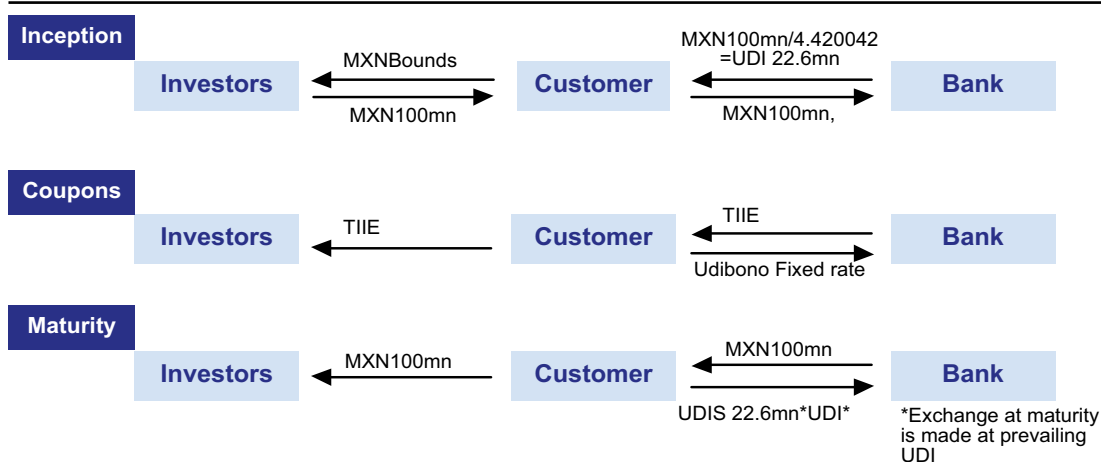 Inception
MXN100mn/4.420042
=UDI 22.6mn
MXNBounds
Investors
Customer
Bank
MXN100mn
MXN100mn,
Coupons
TIIE
TIIE
Investors
Customer
Bank
Udibono Fixed rate
Maturity
MXN100mn
MXN100mn
Investors
Customer
Bank
UDIS 22.6mn*UDI*
*Exchange at maturity
is made at prevailing
UDI